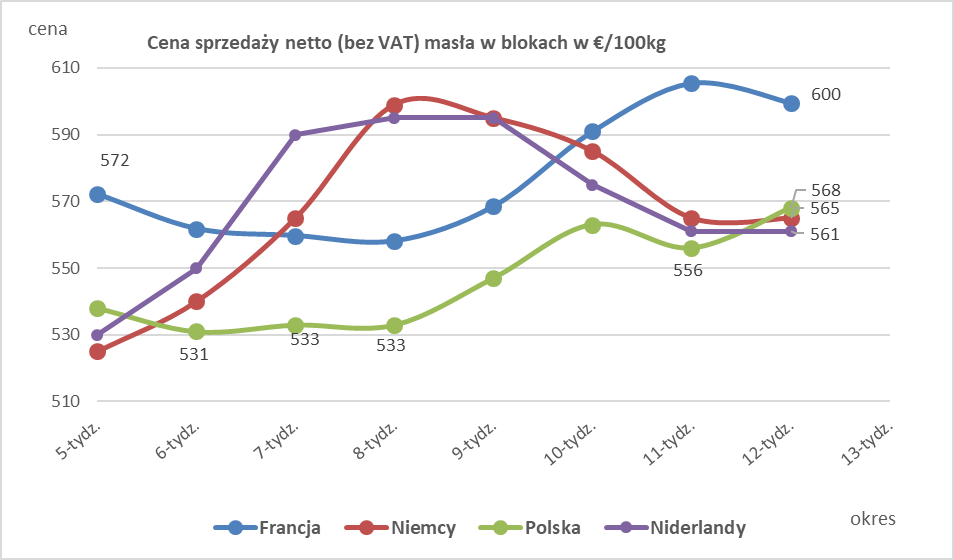 cena
Cena sprzedaży netto (bez VAT) masła w blokach w €/100kg
610
590
570
550
530
510
572
531
533
533
556
600
568
565
561
5-tydz.
6-tydz.
7-tydz.
8-tydz.
9-tydz.
10-tydz.
11-tydz.
12-tydz.
13-tydz.
okres
Francja
Niemcy
Polska
Niderlandy